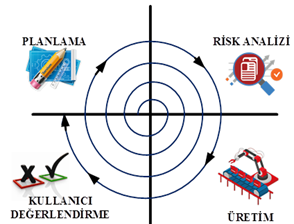 PLANLAMA
RİSK ANALİZİ
KULLANICI
DEĞERLENDİRME
ÜRETİM